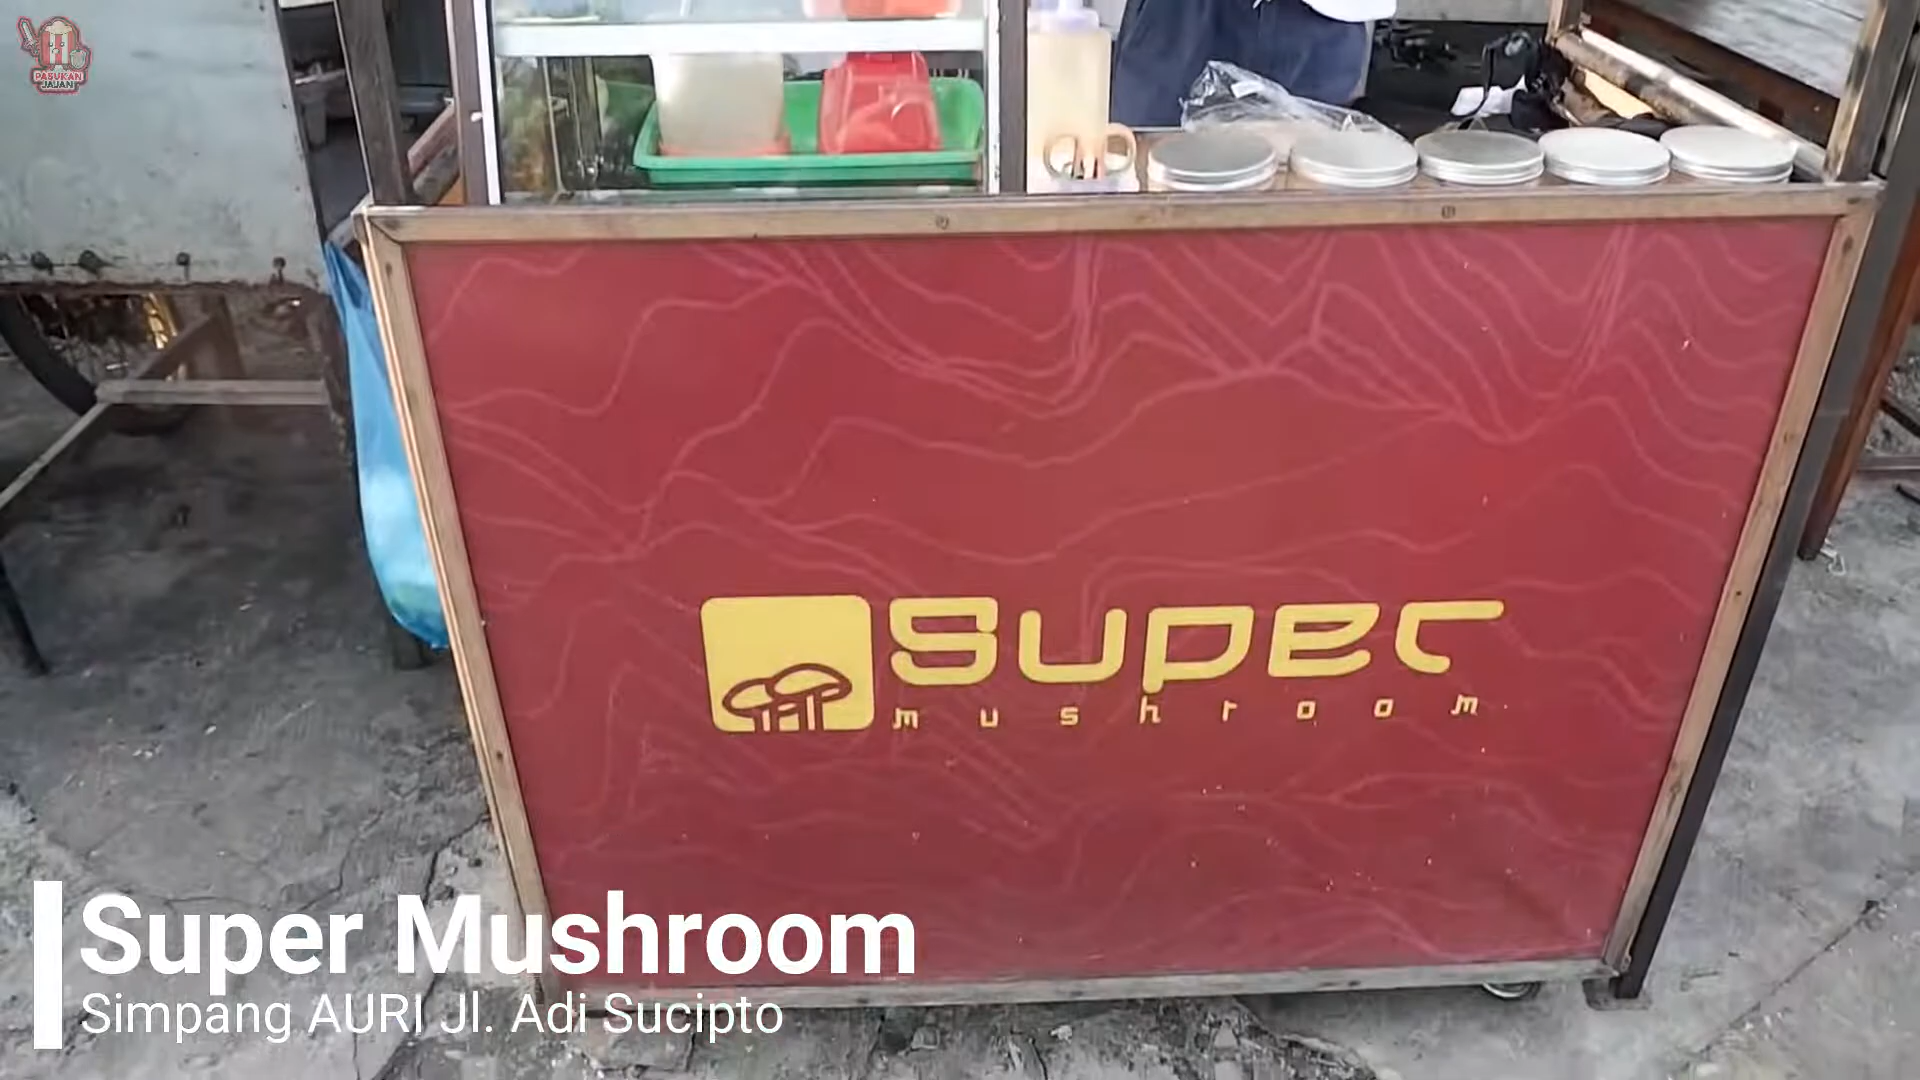 PASUKAN
JAJAN
Super
mushroom
Super Mushroom
Simpang AURI Jl. Adi Sucipto